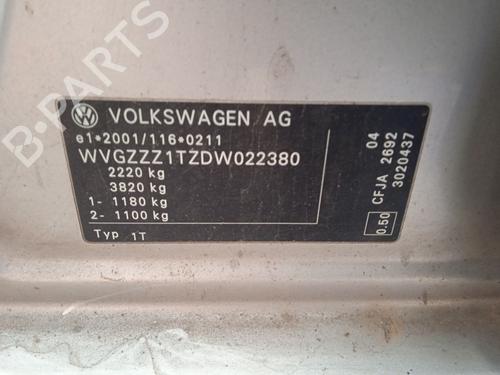 VOLKSWAGEN AG
e1*2001/116*0211
WVGZZZ1TZDW022380
2220 kg
3820 kg
1- 1180 kg
2- 1100 kg
Typ 1T
04
CFJA 2692
3020437
0.50
B-PARTS